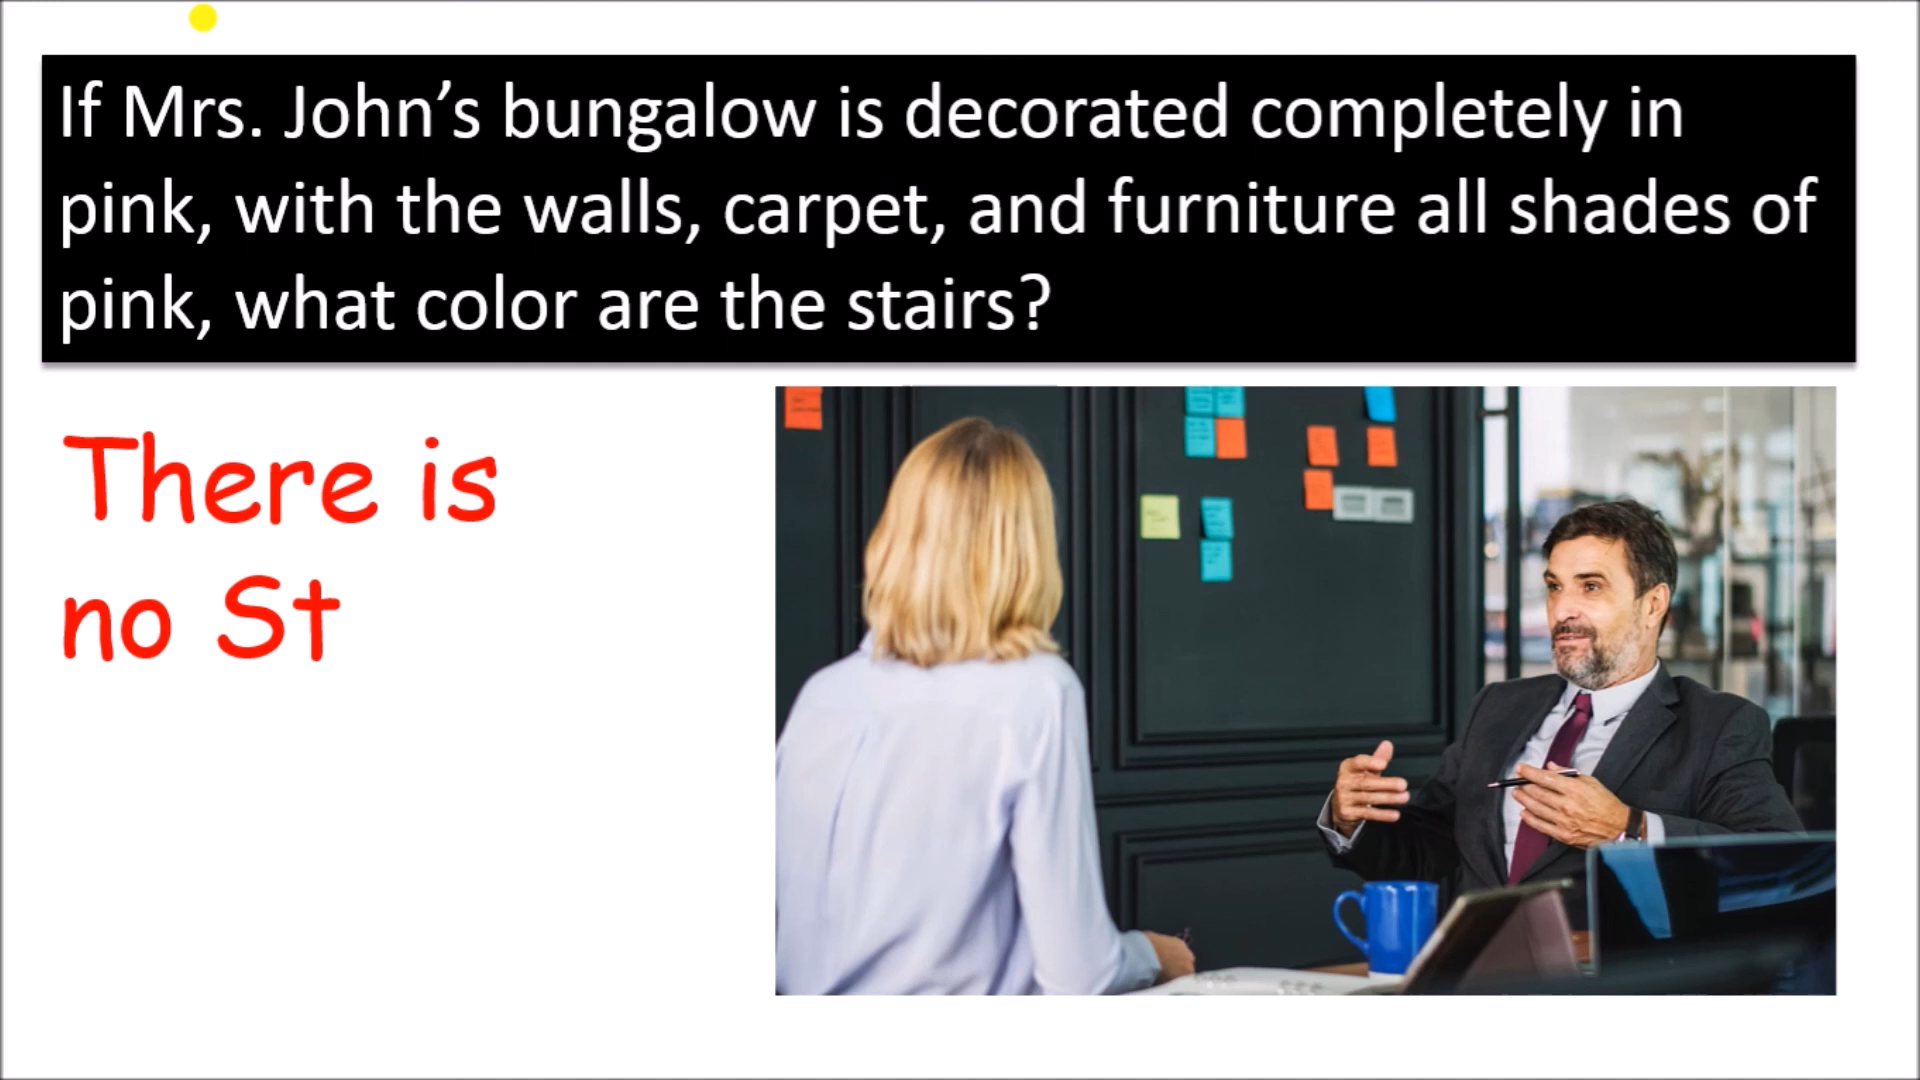 If Mrs. John’s bungalow is decorated completely in
pink, with the walls, carpet, and furniture all shades of
pink, what color are the stairs?
There is
no St